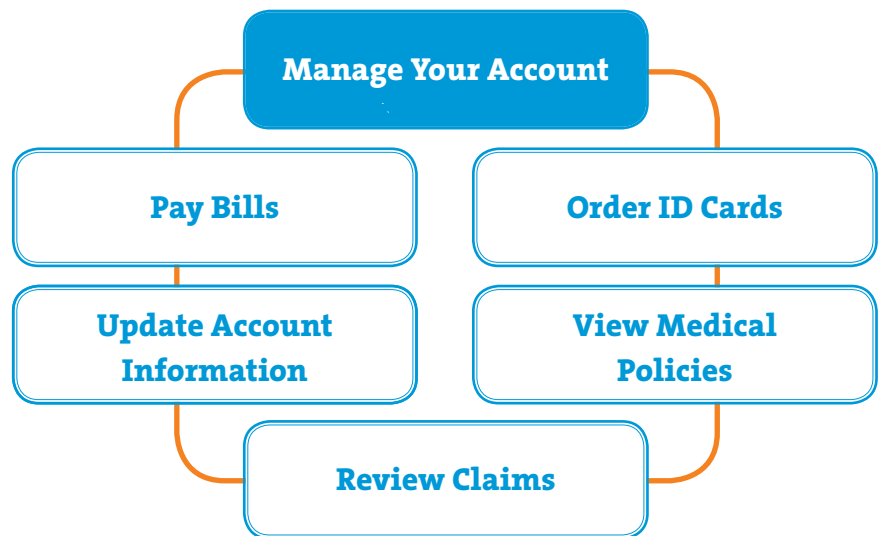 Manage Your Account
Pay Bills
Order ID Cards
Update Account
Information
View Medical
Policies
Review Claims